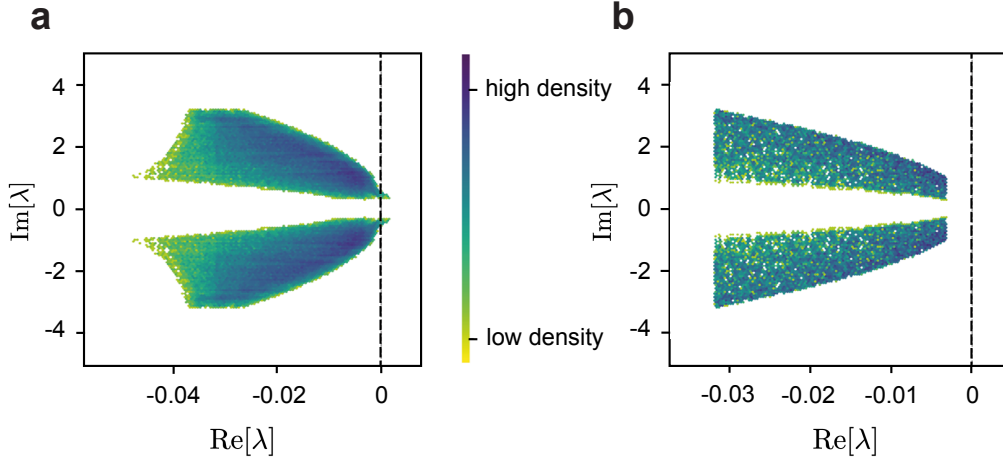 a
b
4
2
0
-2
-4
Im[λ]
-0.04
-0.02
0
Re[λ]
high density
low density
4
2
0
-2
-4
Im[λ]
-0.03
-0.02
-0.01
0
Re[λ]